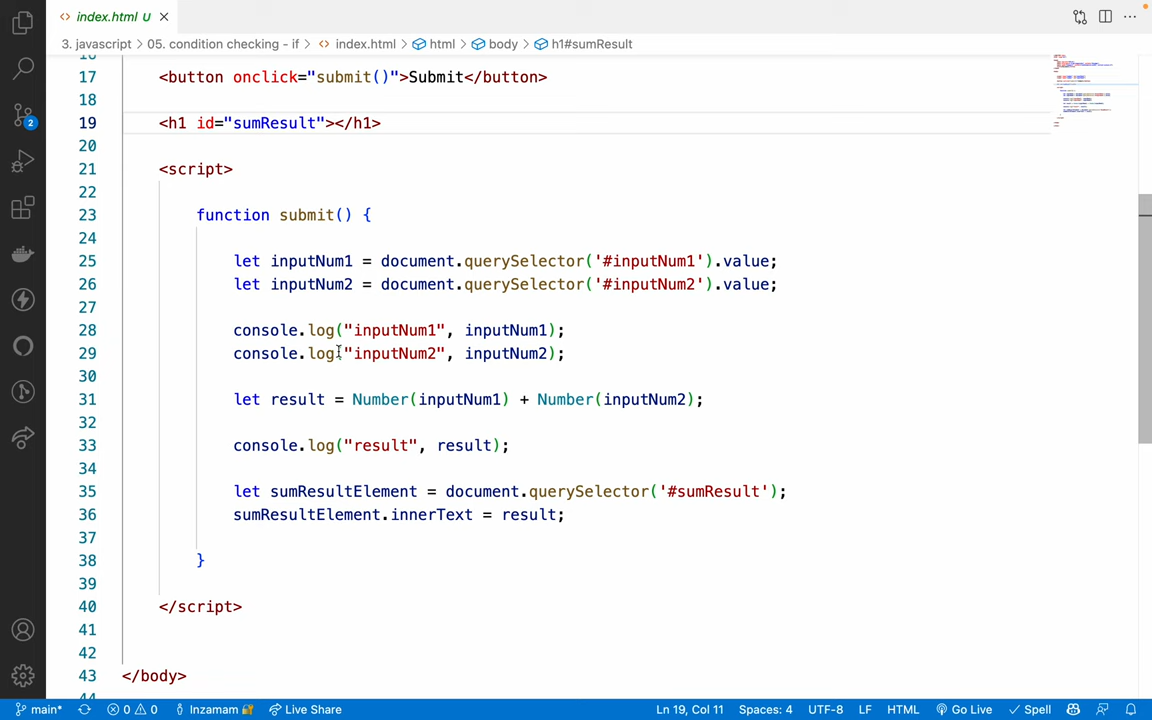 index.html U
3. javascript > 05. condition checking - if > index.html > html > body > h1#sumResult
17 <button onclick="submit()">Submit</button>
18
19 <h1 id="sumResult"></h1>
20
21 <script>
22
23 function submit() {
24
25 let inputNum1 = document.querySelector('#inputNum1').value;
26 let inputNum2 = document.querySelector('#inputNum2').value;
27
28 console.log("inputNum1", inputNum1);
29 console.log("inputNum2", inputNum2);
30
31 let result = Number(inputNum1) + Number(inputNum2);
32
33 console.log("result", result);
34
35 let sumResultElement = document.querySelector('#sumResult');
36 sumResultElement.innerText = result;
37
38 }
39
40 </script>
41
42
43 </body>
2
main* 0 0 Inzamam Live Share Ln 19, Col 11 Spaces: 4 UTF-8 LF HTML Go Live Spell